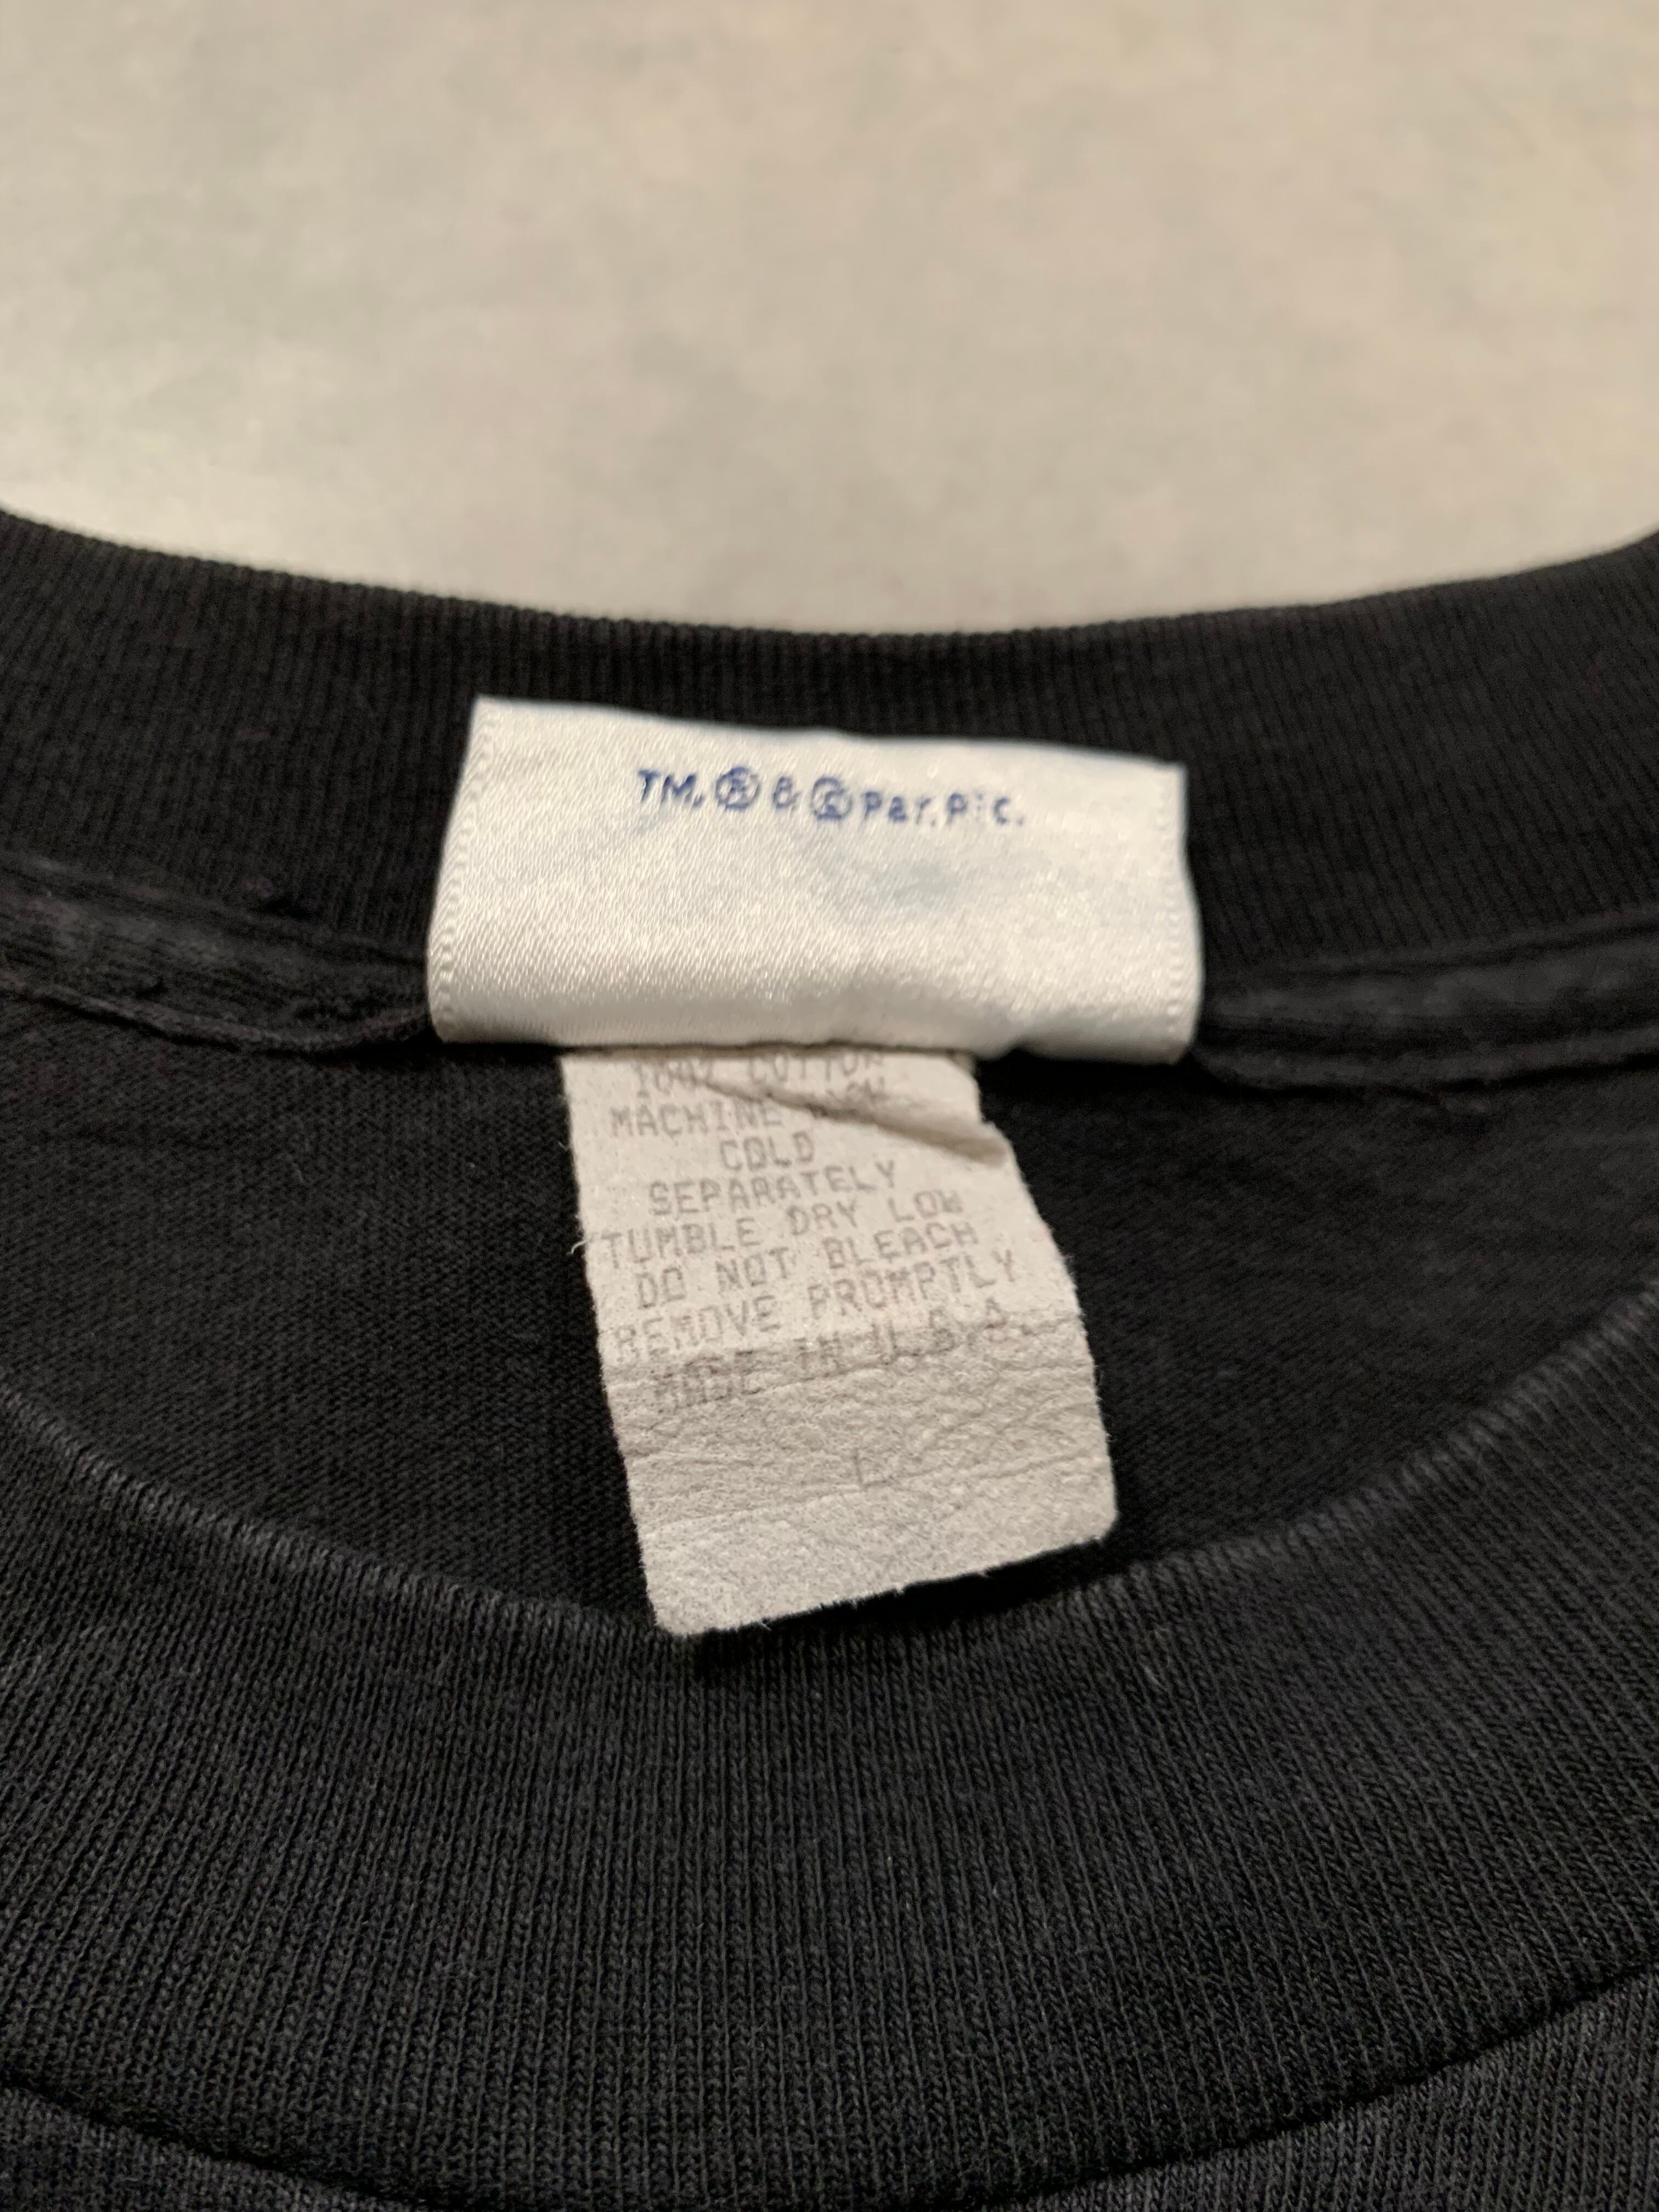 TM, ® & © Par. Pic.
100% COTTON
MACHINE
COLD
SEPARATELY
TUMBLE DRY LOW
DO NOT BLEACH
REMOVE PROMPTLY
MADE IN U.S.A.
L